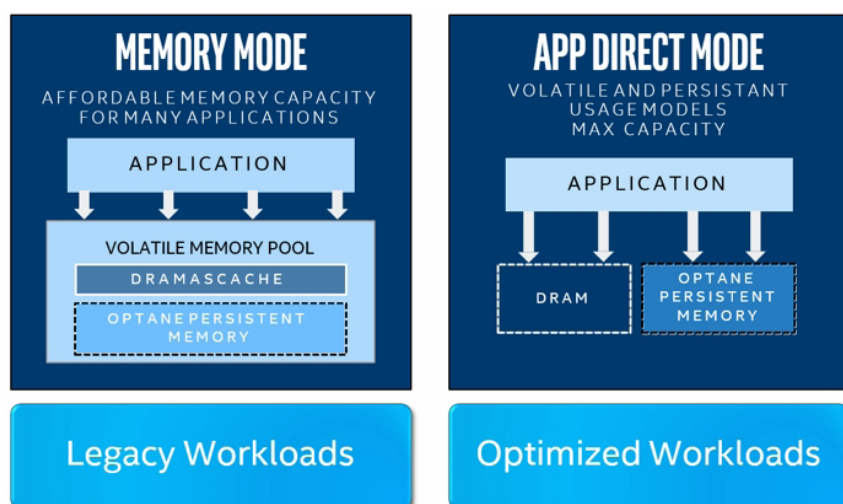 MEMORY MODE
AFFORDABLE MEMORY CAPACITY
FOR MANY APPLICATIONS
APPLICATION
VOLATILE MEMORY POOL
DRAMASCACHE
OPTANE PERSISTENT
MEMORY
Legacy Workloads
APP DIRECT MODE
VOLATILE AND PERSISTANT
USAGE MODELS
MAX CAPACITY
APPLICATION
DRAM
OPTANE
PERSISTENT
MEMORY
Optimized Workloads